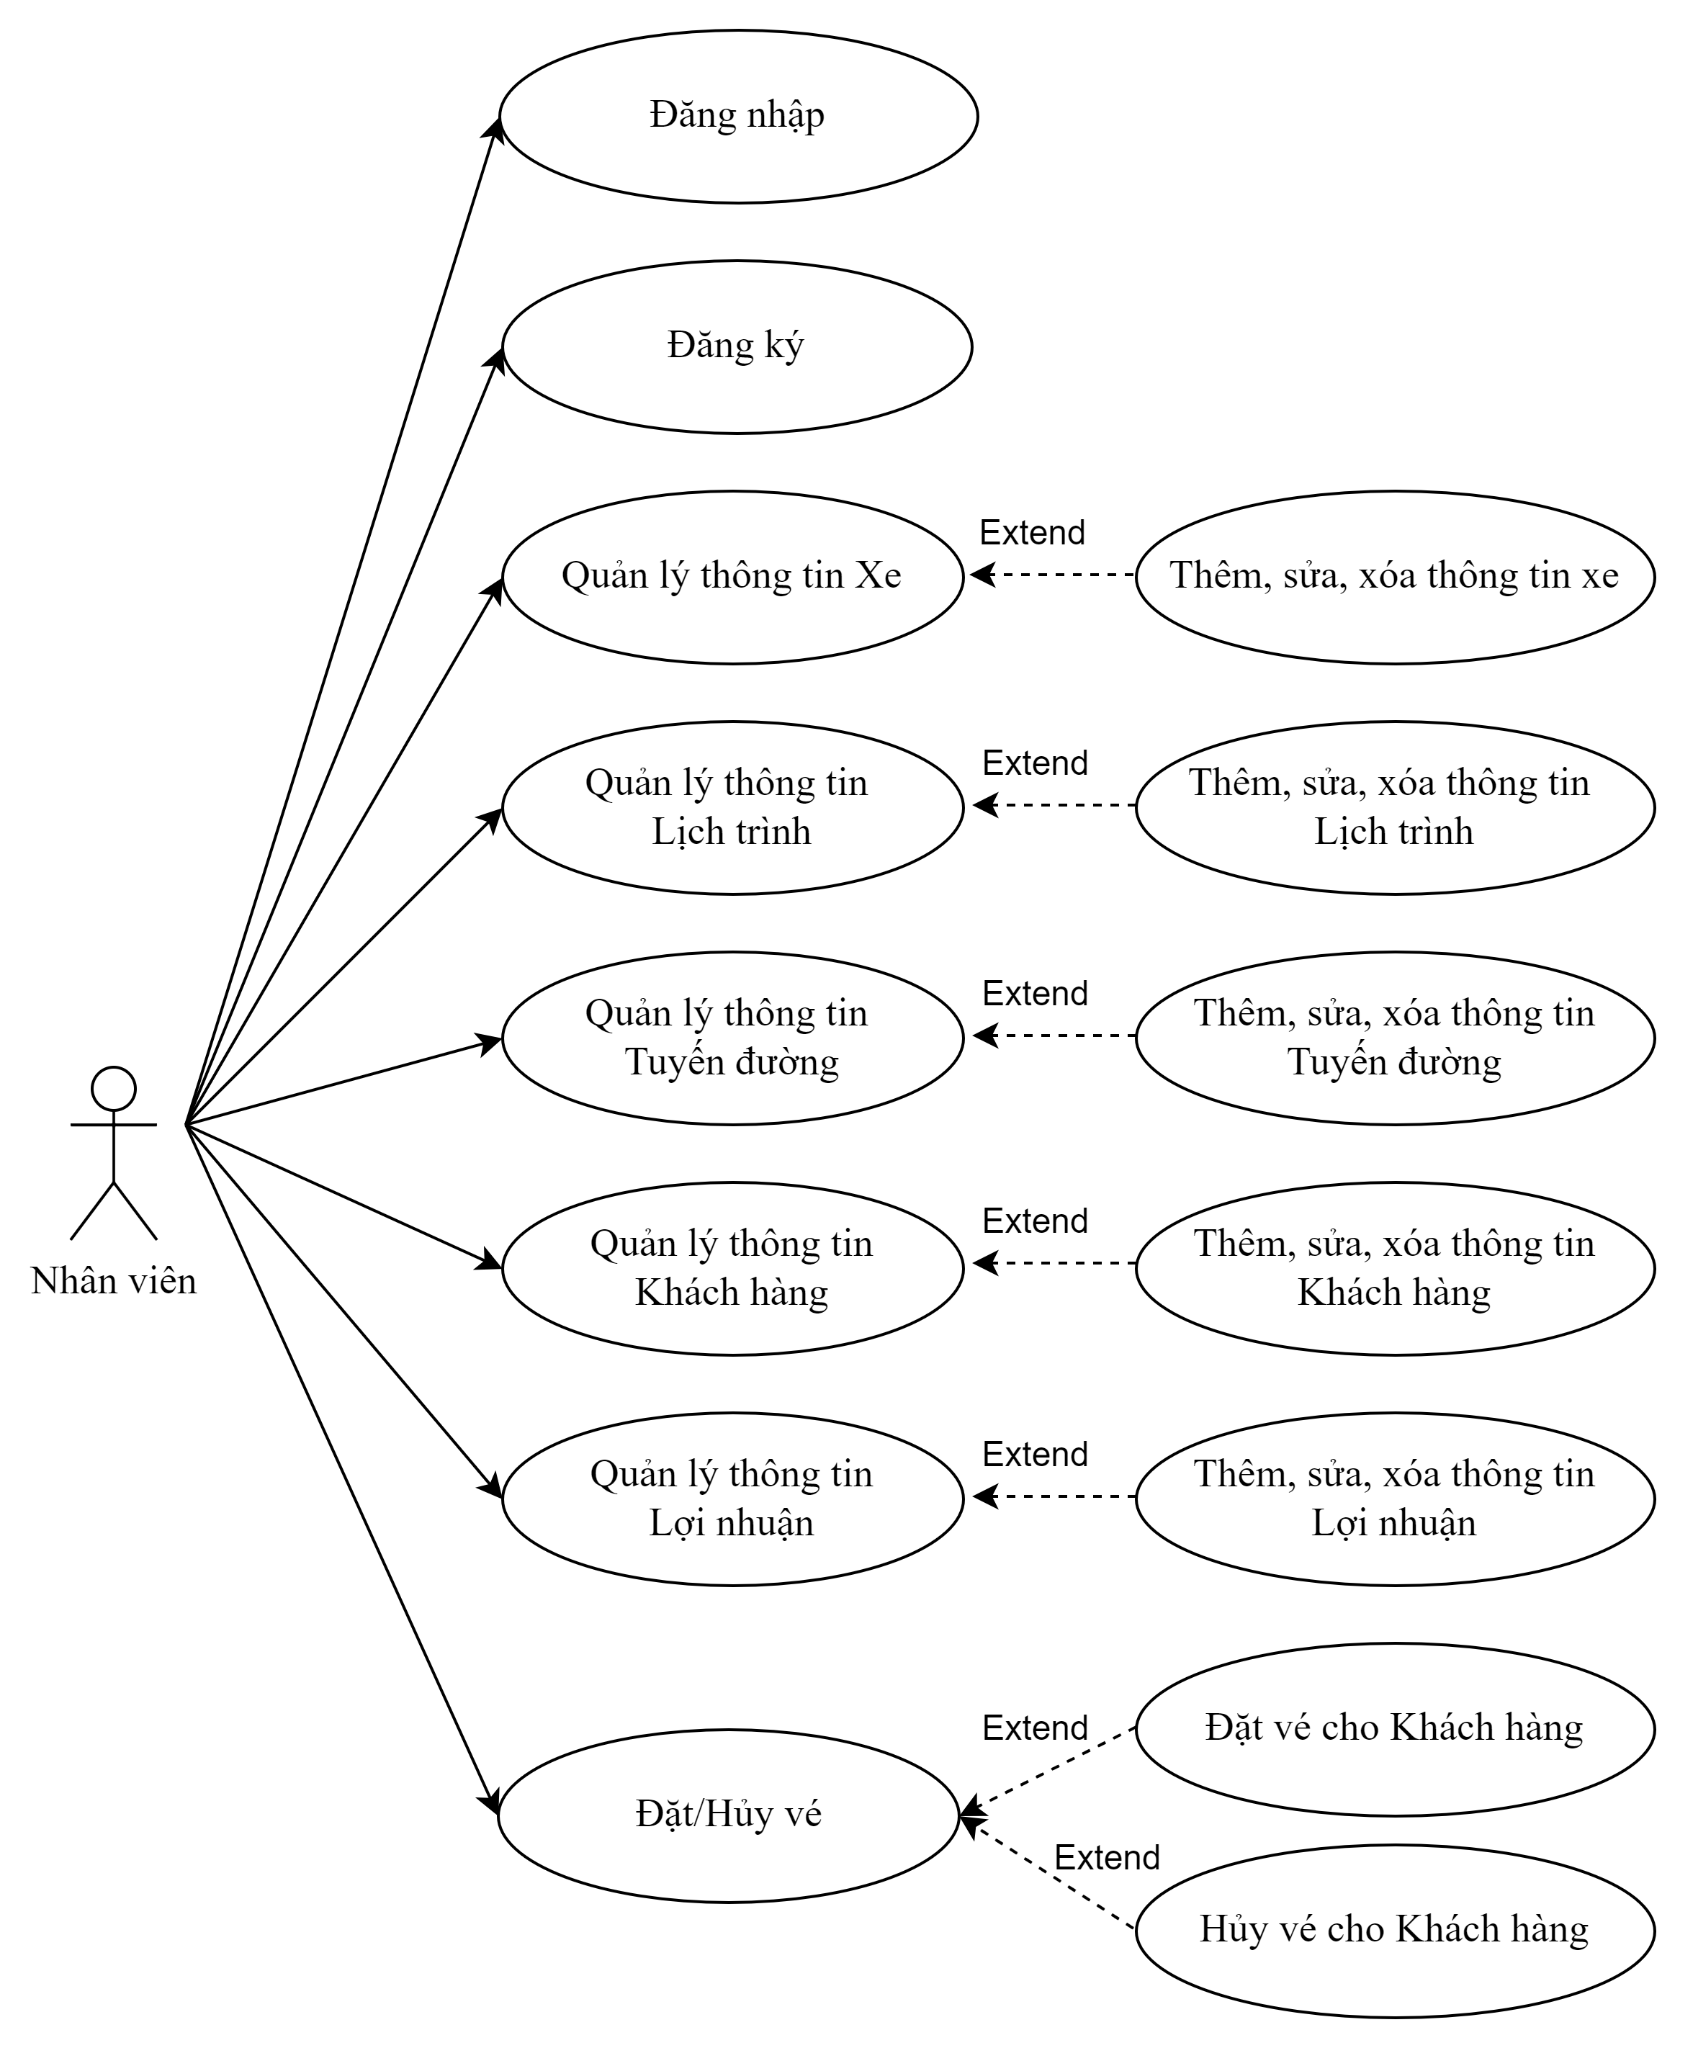 Đăng nhập
Đăng ký
Quản lý thông tin Xe
Extend
Thêm, sửa, xóa thông tin xe
Quản lý thông tin
Lịch trình
Extend
Thêm, sửa, xóa thông tin
Lịch trình
Quản lý thông tin
Tuyến đường
Extend
Thêm, sửa, xóa thông tin
Tuyến đường
Nhân viên
Quản lý thông tin
Khách hàng
Extend
Thêm, sửa, xóa thông tin
Khách hàng
Quản lý thông tin
Lợi nhuận
Extend
Thêm, sửa, xóa thông tin
Lợi nhuận
Đặt/Hủy vé
Extend
Đặt vé cho Khách hàng
Extend
Hủy vé cho Khách hàng